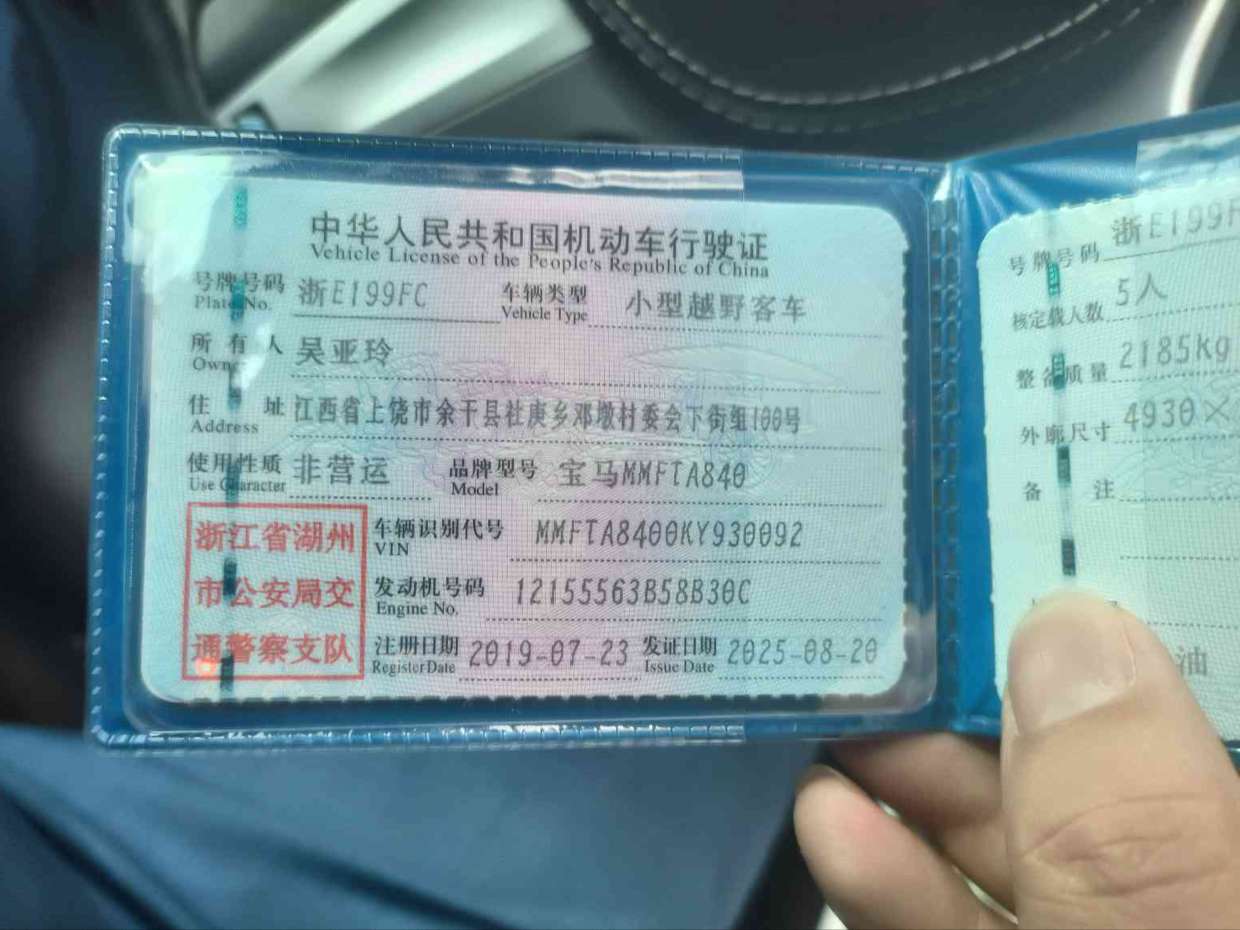 中华人民共和国机动车行驶证
Vehicle License of the People's Republic of China
号牌号码 浙E199FC 车辆类型 小型越野客车
Plate No. Vehicle Type
所有人 吴亚玲
Owner
住址 江西省上饶市余干县社庚乡邓墩村委会下街组100号
Address
使用性质 非营运 品牌型号 宝马MMFTA840
Use Character Model
浙江省湖州
市公安局交
通警察支队
车辆识别代号 MMFTA8400KY930092
VIN
发动机号码 12155563B58B30C
Engine No.
注册日期 2019-07-23 发证日期 2025-08-20
Register Date Issue Date
号牌号码 浙E199F
核定载人数 5人
整备质量 2185kg
外廓尺寸 4930×
备注
油